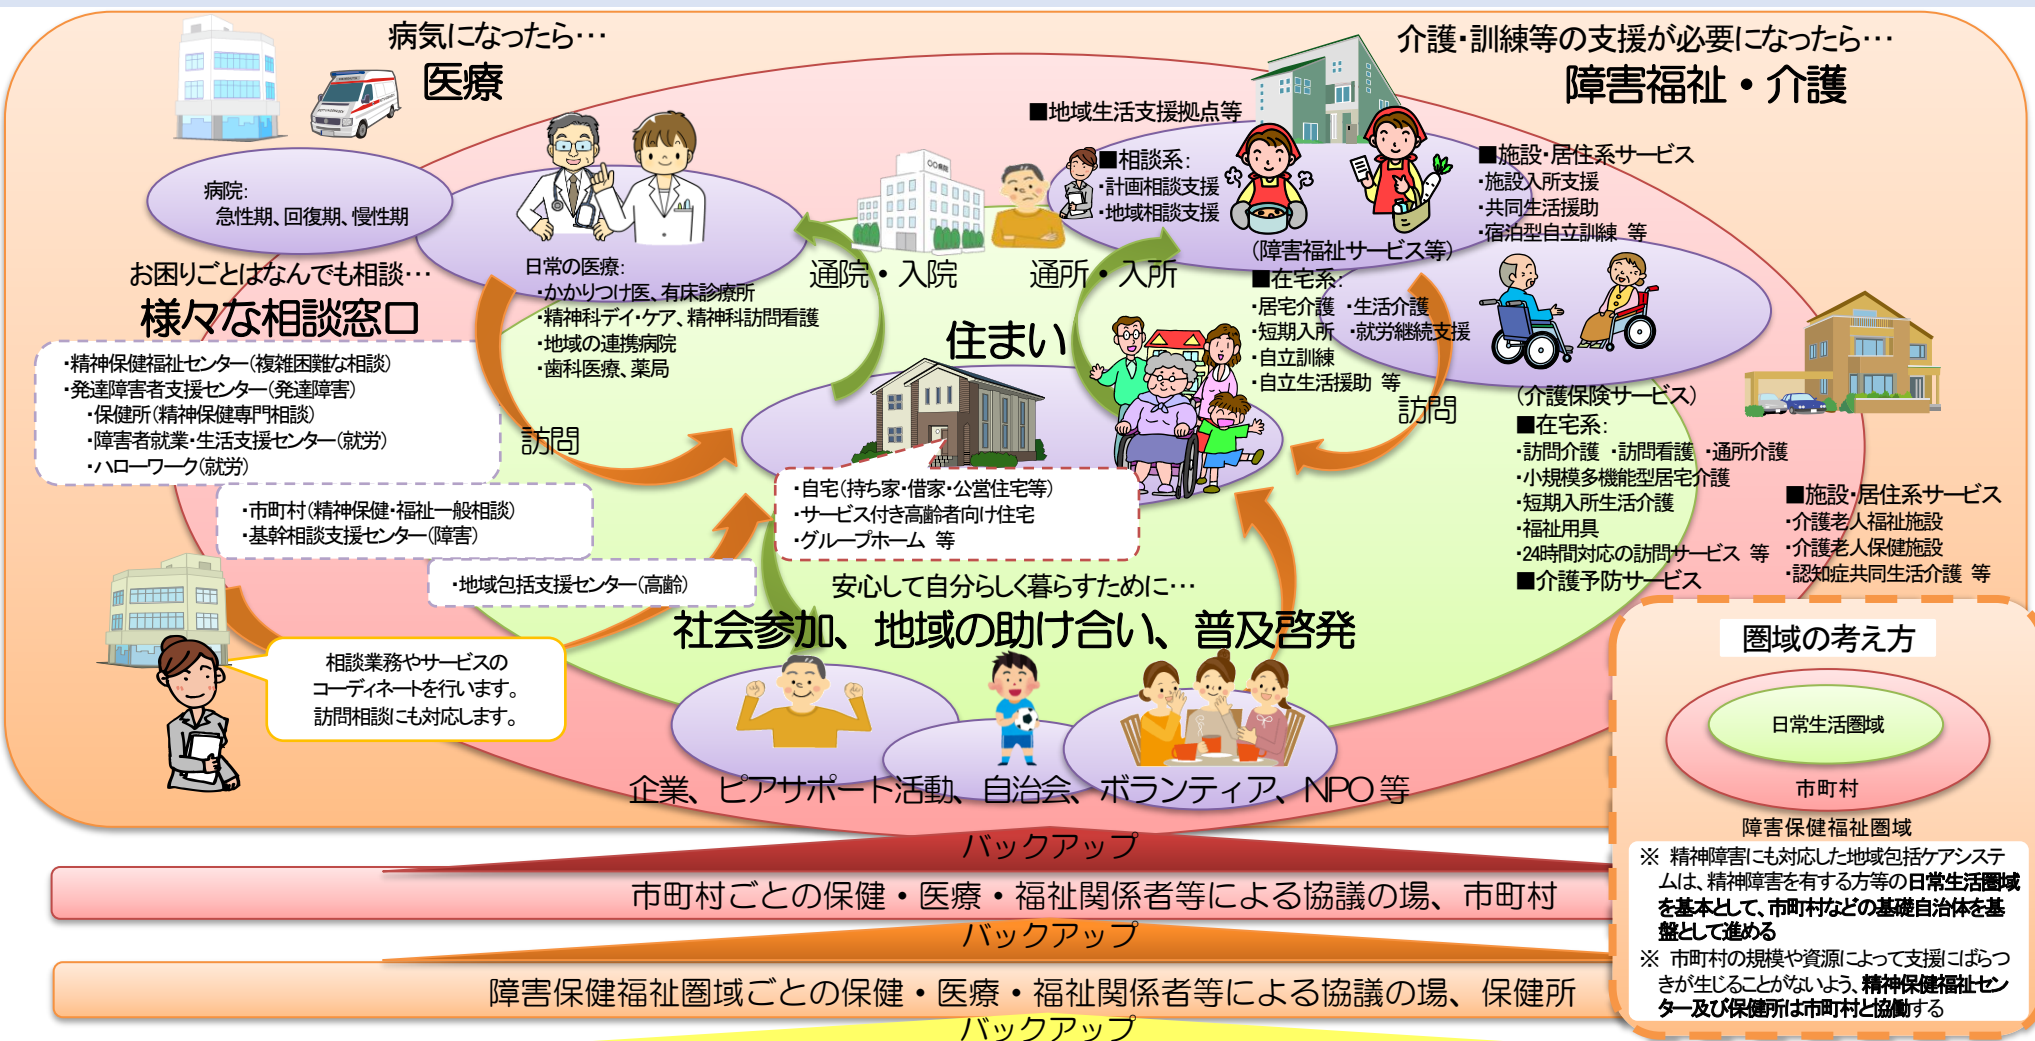 病気になったら…
医療
病院:
急性期、回復期、慢性期
日常の医療:
・かかりつけ医、有床診療所
・精神科デイ・ケア、精神科訪問看護
・地域の連携病院
・歯科医療、薬局
○○病院
通院・入院
介護・訓練等の支援が必要になったら…
障害福祉・介護
■地域生活支援拠点等
■相談系:
・計画相談支援
・地域相談支援
通所・入所
■施設・居住系サービス
・施設入所支援
・共同生活援助
・宿泊型自立訓練 等
(障害福祉サービス等)
■在宅系:
・居宅介護 ・生活介護
・短期入所 ・就労継続支援
・自立訓練
・自立生活援助 等
訪問
(介護保険サービス)
■在宅系:
・訪問介護 ・訪問看護 ・通所介護
・小規模多機能型居宅介護
・短期入所生活介護
・福祉用具
・24時間対応の訪問サービス 等
■介護予防サービス
■施設・居住系サービス
・介護老人福祉施設
・介護老人保健施設
・認知症共同生活介護 等
お困りごとはなんでも相談…
様々な相談窓口
・精神保健福祉センター(複雑困難な相談)
・発達障害者支援センター(発達障害)
・保健所(精神保健専門相談)
・障害者就業・生活支援センター(就労)
・ハローワーク(就労)
訪問
・市町村(精神保健・福祉一般相談)
・基幹相談支援センター(障害)
・地域包括支援センター(高齢)
相談業務やサービスの
コーディネートを行います。
訪問相談にも対応します。
住まい
・自宅(持ち家・借家・公営住宅等)
・サービス付き高齢者向け住宅
・グループホーム 等
安心して自分らしく暮らすために…
社会参加、地域の助け合い、普及啓発
企業、ピアサポート活動、自治会、ボランティア、NPO 等
バックアップ
市町村ごとの保健・医療・福祉関係者等による協議の場、市町村
バックアップ
障害保健福祉圏域ごとの保健・医療・福祉関係者等による協議の場、保健所
バックアップ
圏域の考え方
日常生活圏域
市町村
障害保健福祉圏域
※ 精神障害にも対応した地域包括ケアシステ
ムは、精神障害を有する方等の日常生活圏域
を基本として、市町村などの基礎自治体を基
盤として進める
※ 市町村の規模や資源によって支援にばらつ
きが生じることがないよう、精神保健福祉セン
ター及び保健所は市町村と協働する